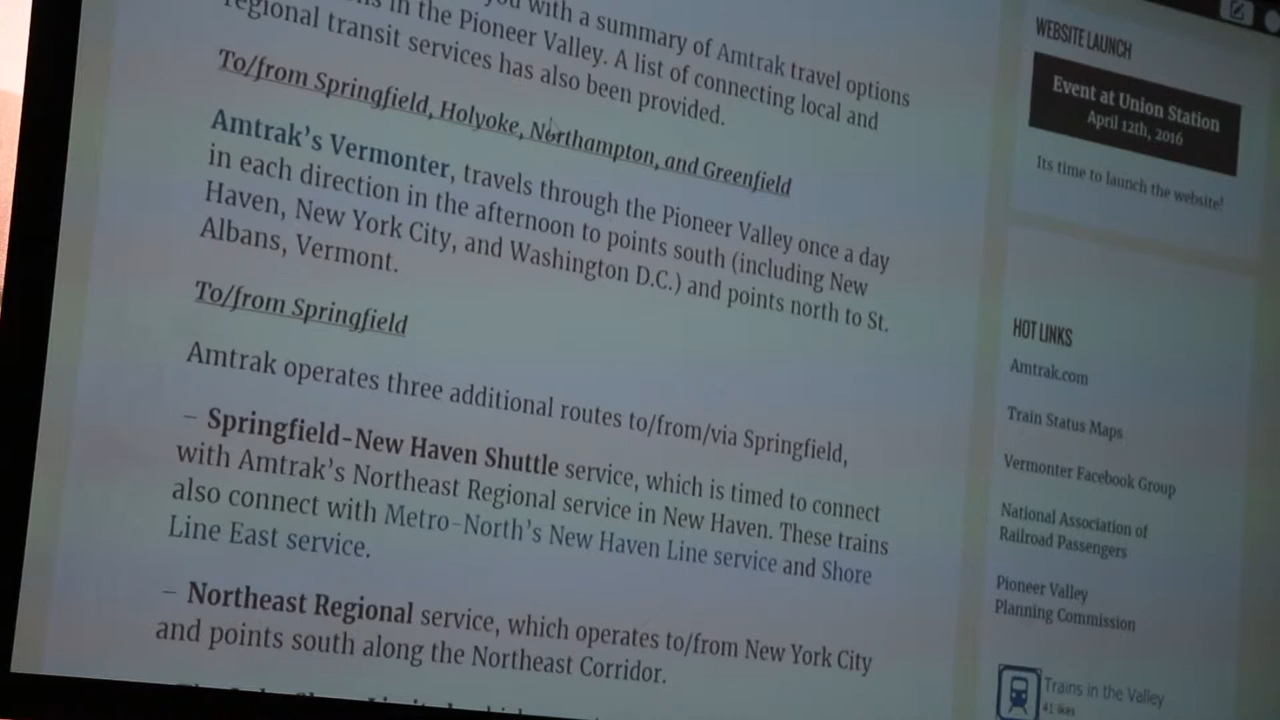 you with a summary of Amtrak travel options
in the Pioneer Valley. A list of connecting local and
regional transit services has also been provided.
To/from Springfield, Holyoke, Northampton, and Greenfield
Amtrak's Vermonter, travels through the Pioneer Valley once a day
in each direction in the afternoon to points south (including New
Haven, New York City, and Washington D.C.) and points north to St.
Albans, Vermont.
To/from Springfield
Amtrak operates three additional routes to/from/via Springfield,
– Springfield-New Haven Shuttle service, which is timed to connect
with Amtrak's Northeast Regional service in New Haven. These trains
also connect with Metro-North's New Haven Line service and Shore
Line East service.
– Northeast Regional service, which operates to/from New York City
and points south along the Northeast Corridor.
WEBSITE LAUNCH
Event at Union Station
April 12th, 2016
Its time to launch the website!
HOT LINKS
Amtrak.com
Train Status Maps
Vermonter Facebook Group
National Association of
Railroad Passengers
Pioneer Valley
Planning Commission
Trains in the Valley
41 likes